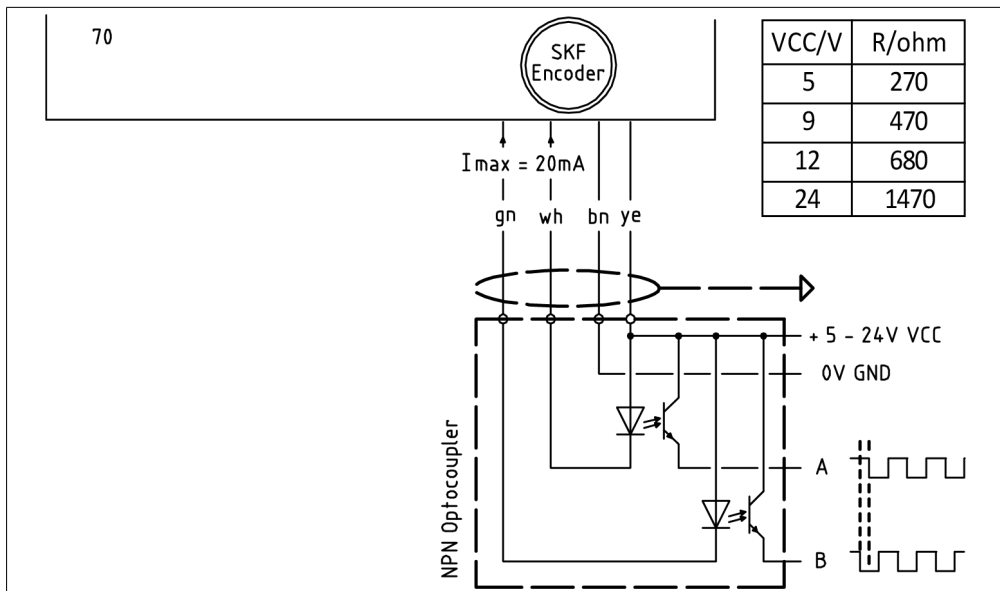 70
SKF
Encoder
VCC/V R/ohm
5 270
9 470
12 680
24 1470
Imax = 20mA
gn wh bn ye
+ 5 - 24V VCC
0V GND
NPN Optocoupler
A
B